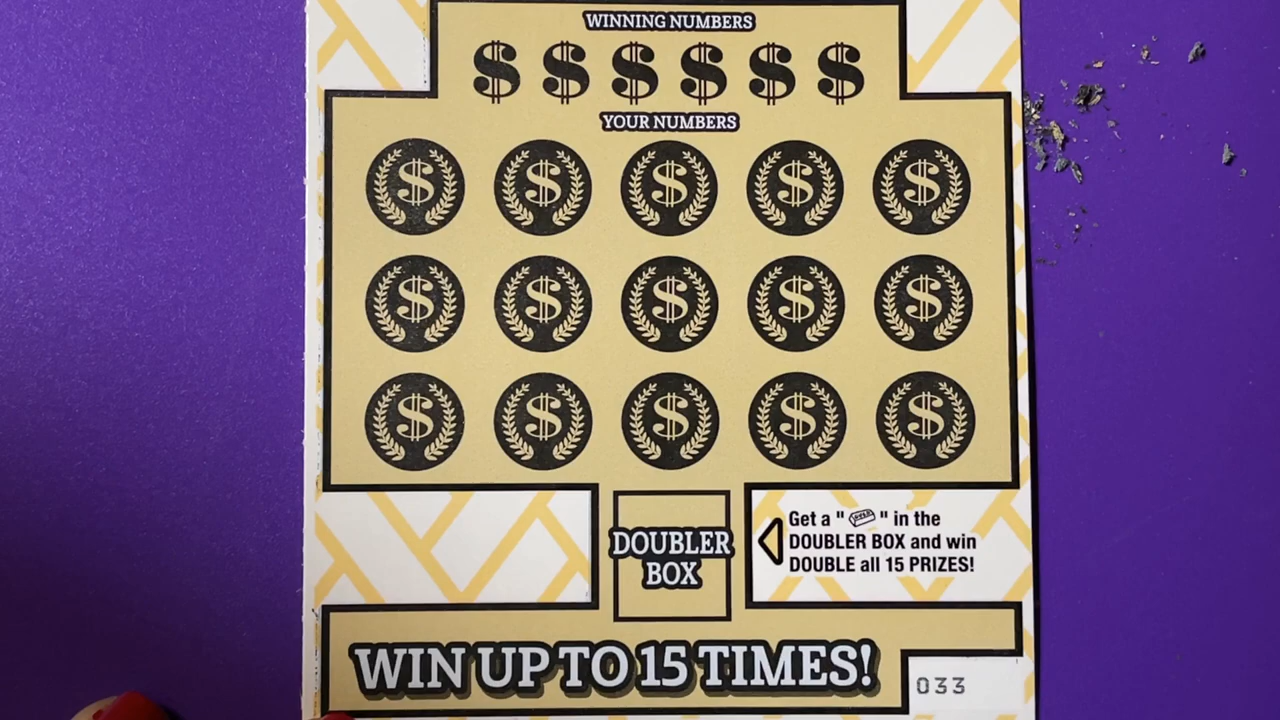 WINNING NUMBERS
$ $ $ $ $ $
YOUR NUMBERS
$ $ $ $ $
$ $ $ $ $
$ $ $ $ $
DOUBLER
BOX
Get a " " in the
DOUBLER BOX and win
DOUBLE all 15 PRIZES!
WIN UP TO 15 TIMES!
033